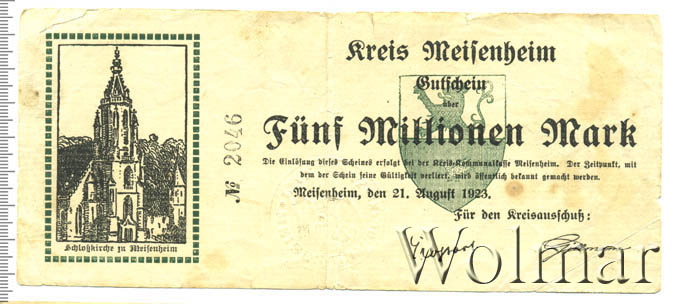 Kreis Meisenheim
Gutschein
über
Fünf Millionen Mark
Die Einlösung dieses Scheines erfolgt bei der Kreis-Kommunalkasse Meisenheim. Der Zeitpunkt, mit
dem der Schein seine Gültigkeit verliert, wird öffentlich bekannt gemacht werden.
Meisenheim, den 21. August 1923.
Für den Kreisausschuß:
№ 2046
Schloßkirche zu Meisenheim
Wolmar